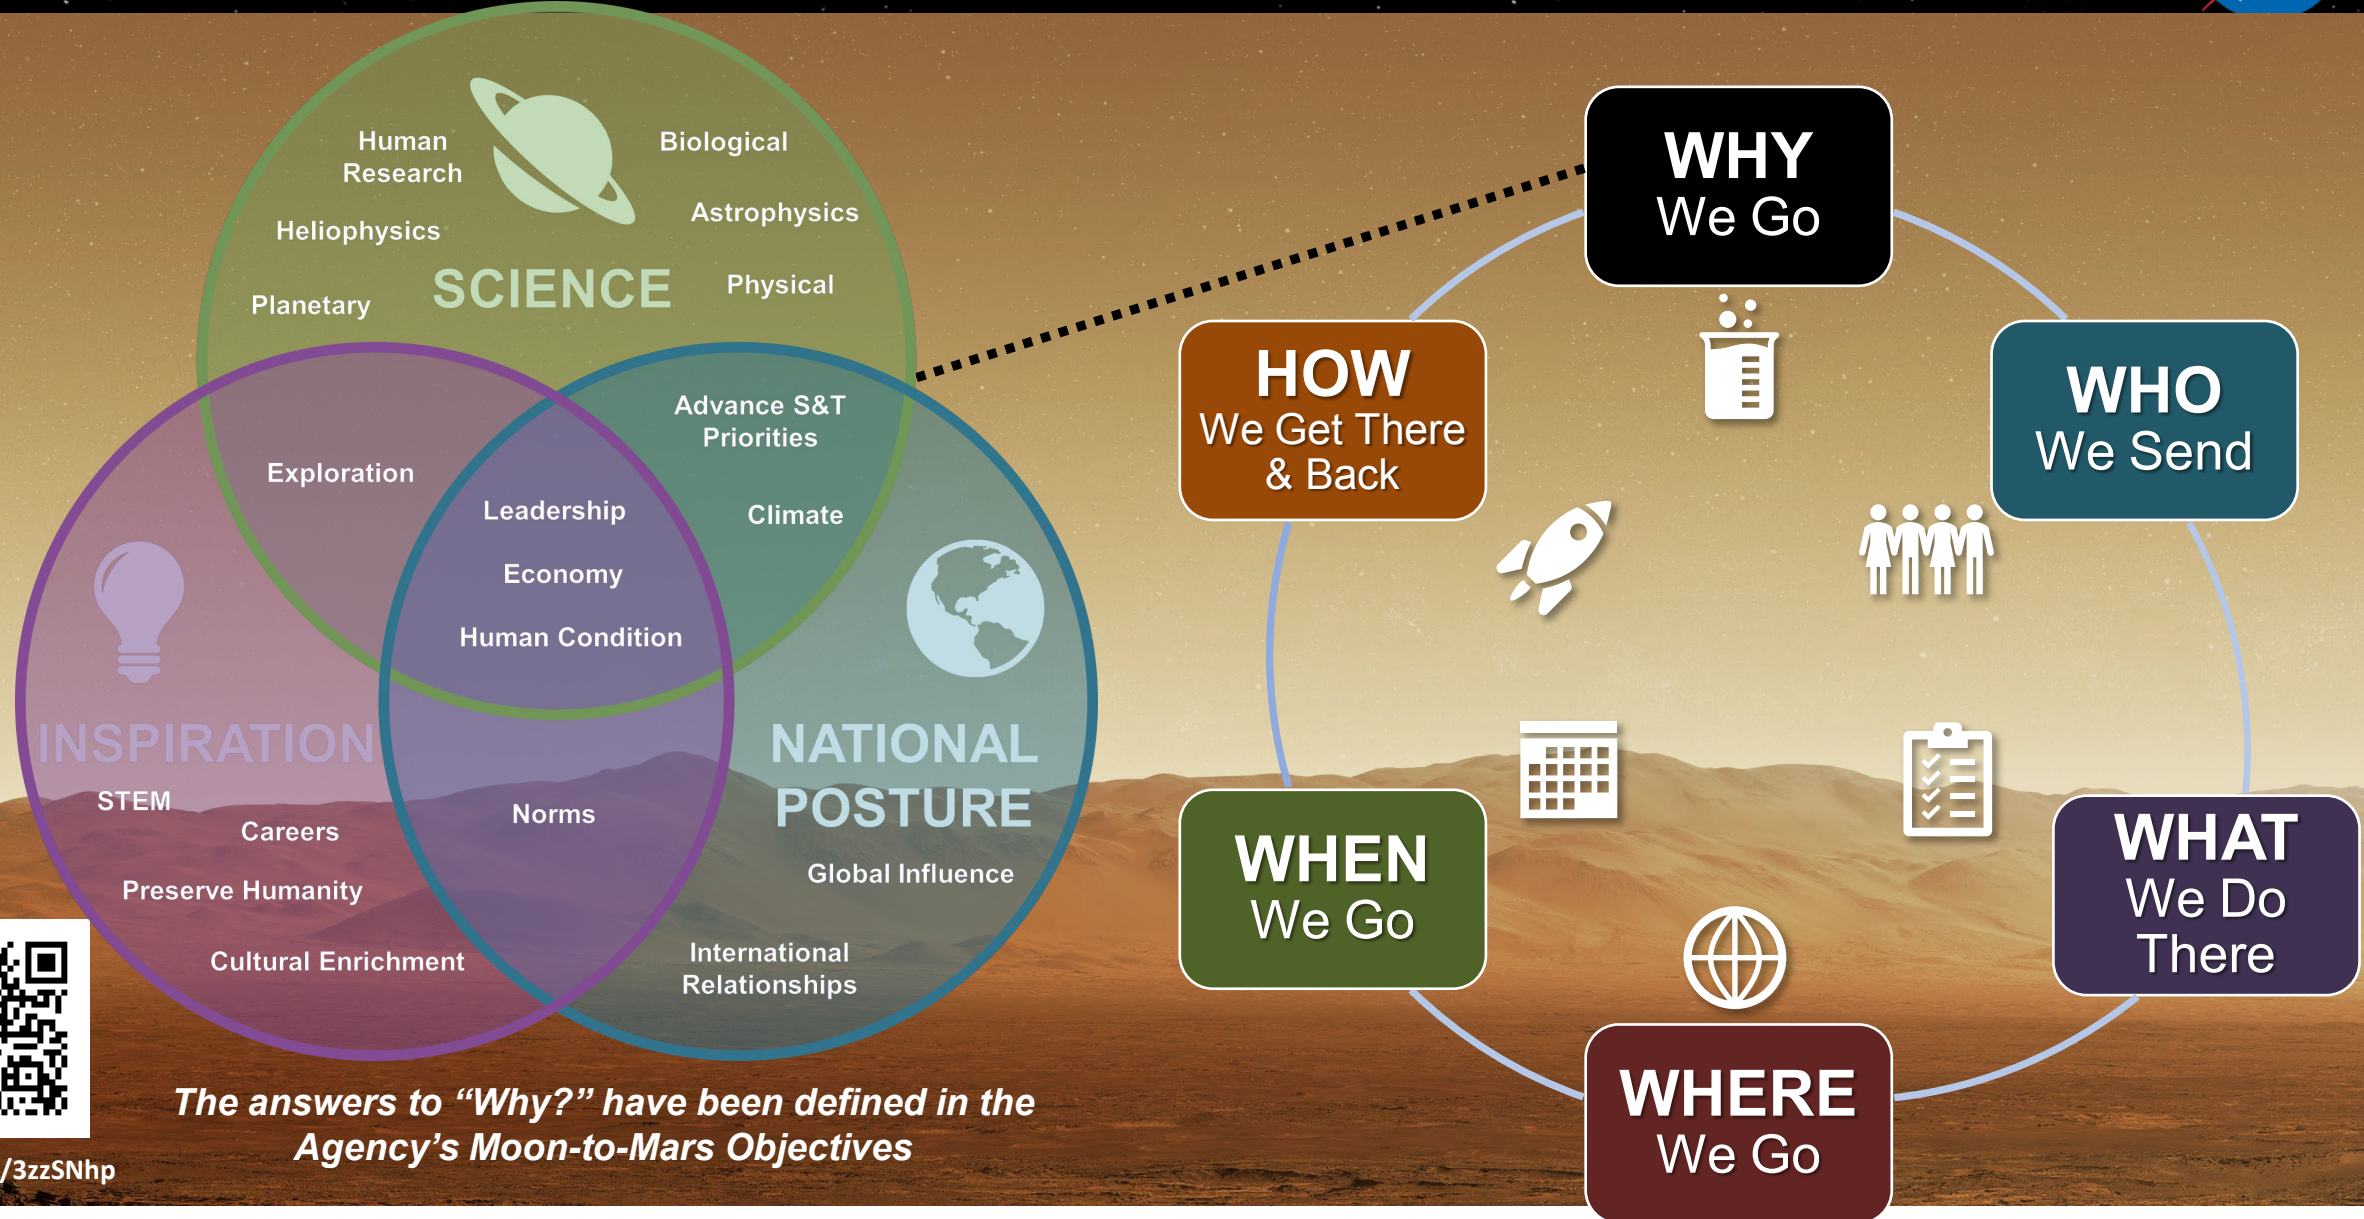 Human
Research
Biological
Heliophysics
Astrophysics
SCIENCE
Planetary
Physical
Exploration
Advance S&T
Priorities
Leadership
Climate
Economy
Human Condition
INSPIRATION
STEM
Careers
Preserve Humanity
Cultural Enrichment
Norms
NATIONAL
POSTURE
Global Influence
International
Relationships
The answers to “Why?” have been defined in the
Agency’s Moon-to-Mars Objectives
/3zzSNhp
WHY
We Go
WHO
We Send
WHAT
We Do
There
WHERE
We Go
WHEN
We Go
HOW
We Get There
& Back